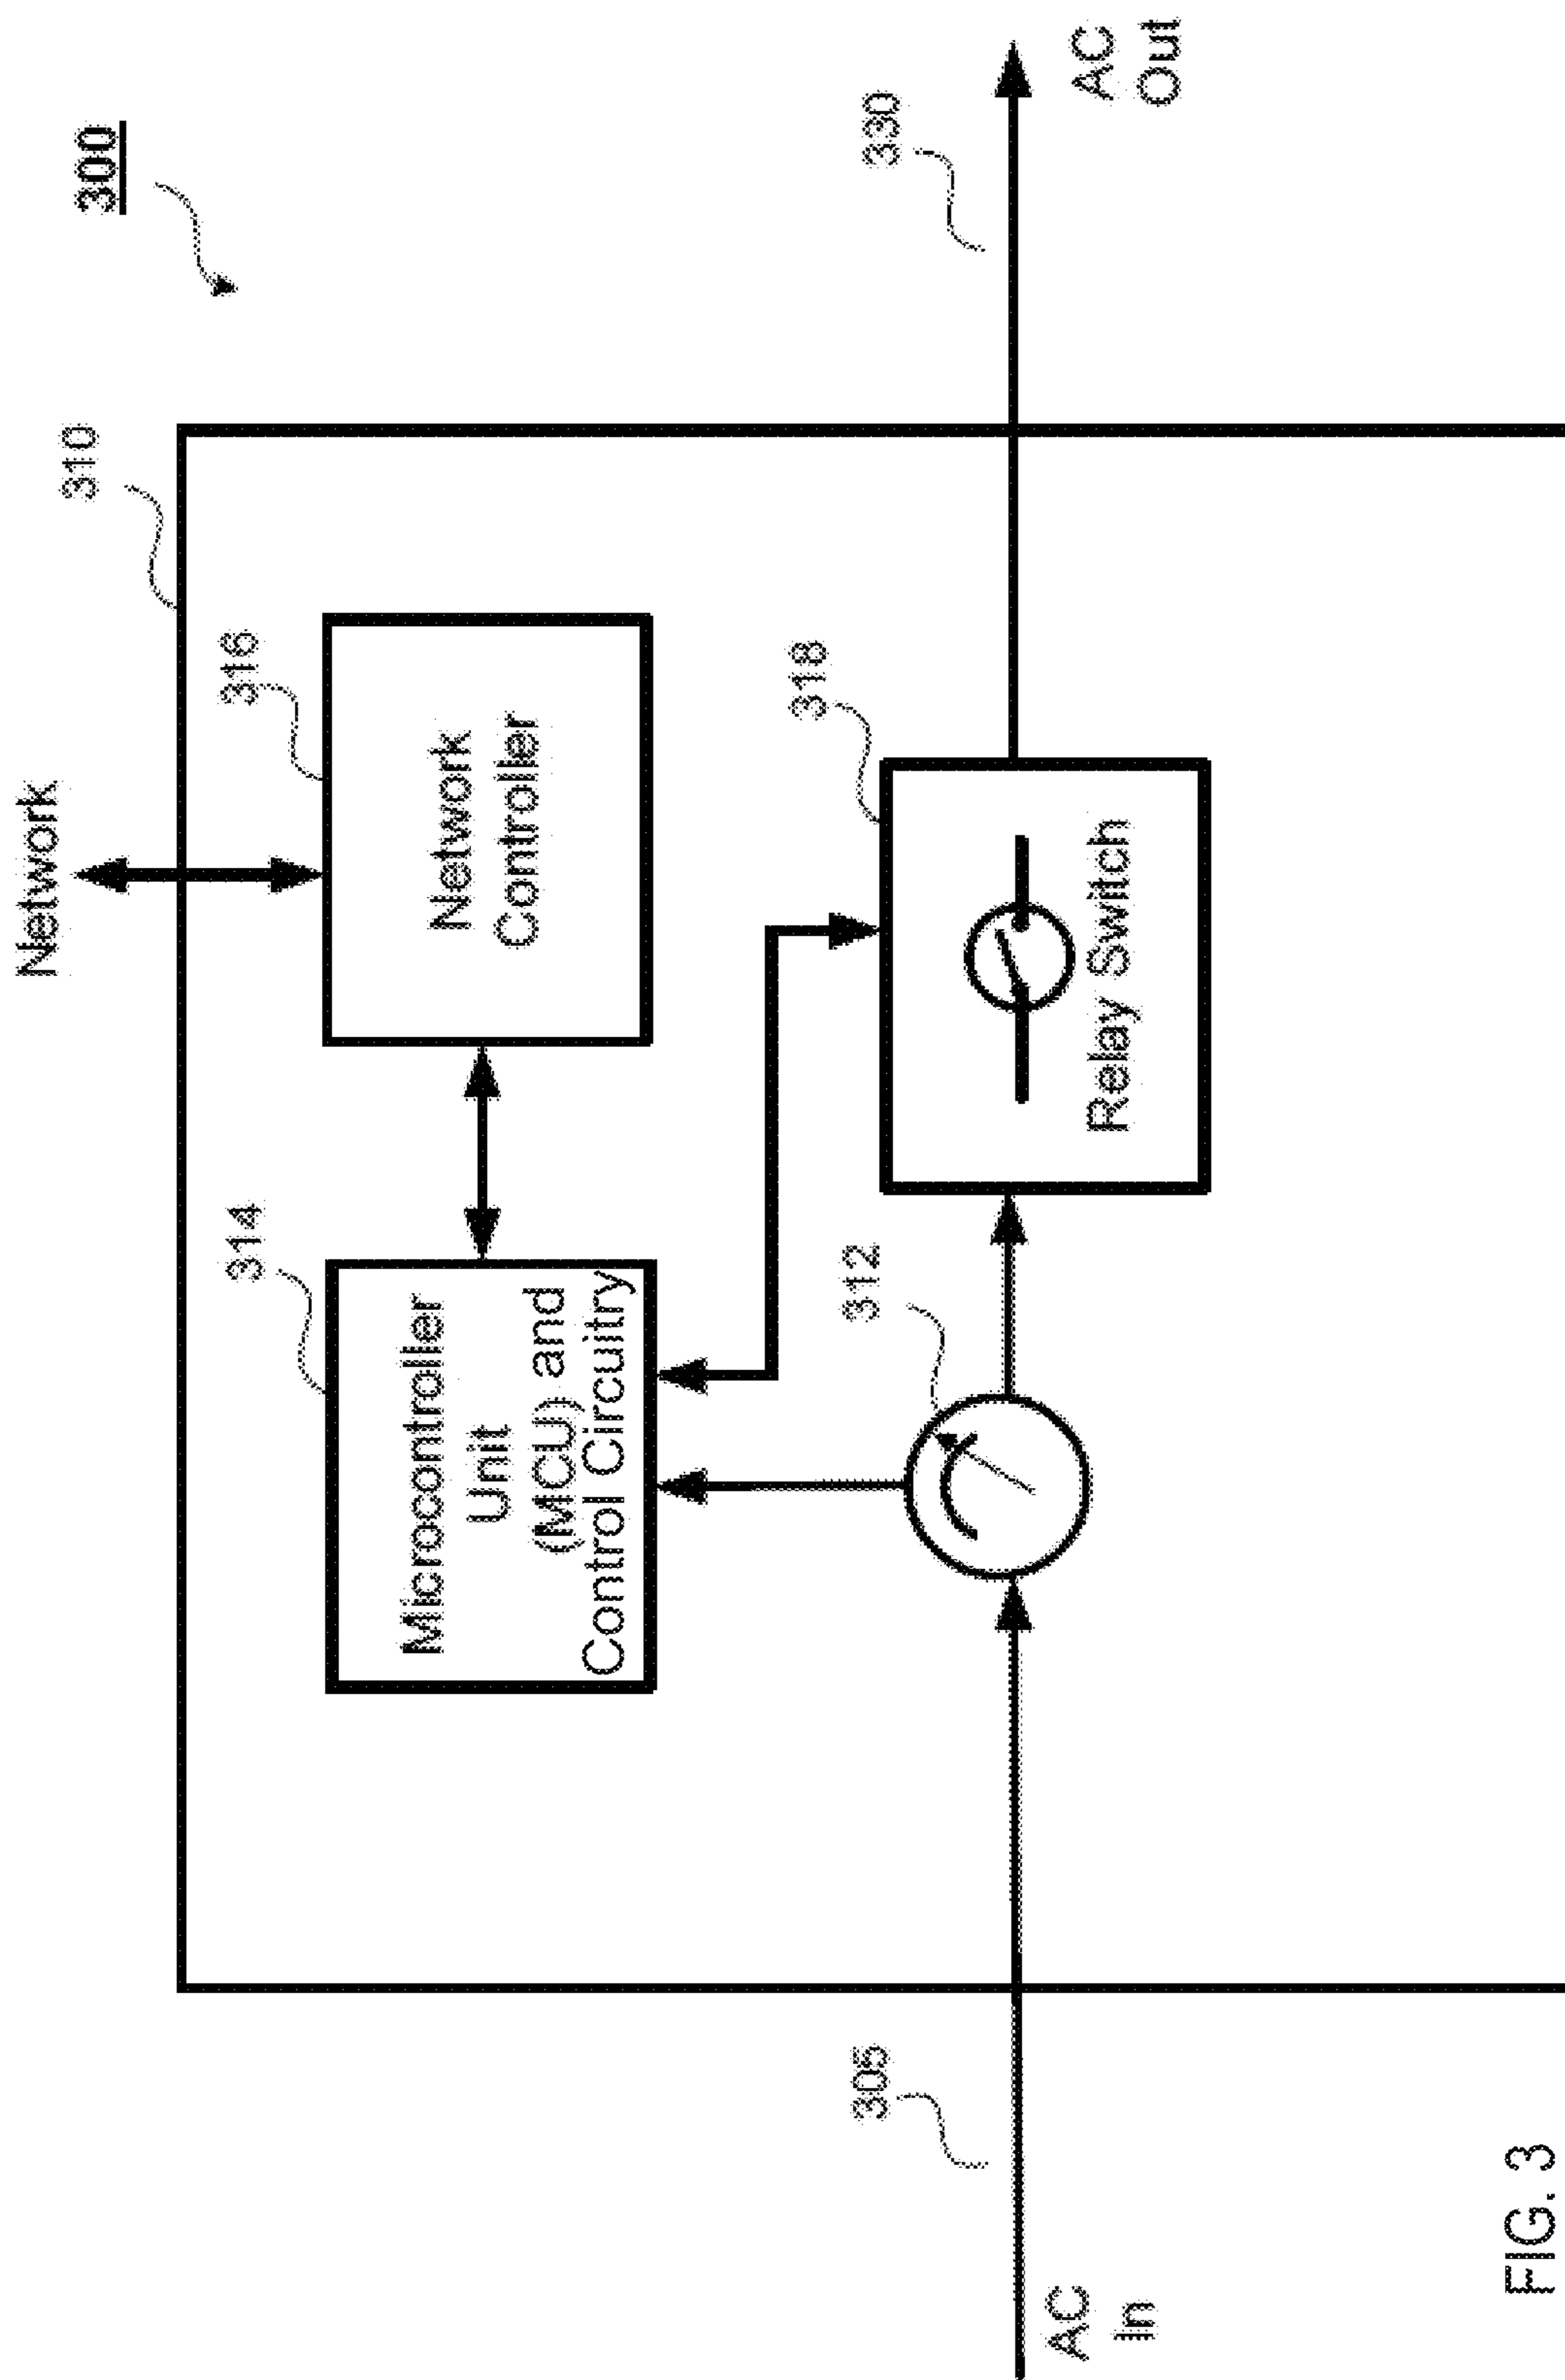 300
Network
310
316
Network
Controller
314
Microcontroller
Unit
(MCU) and
Control Circuitry
318
Relay Switch
312
330
AC
Out
305
AC
In
FIG. 3